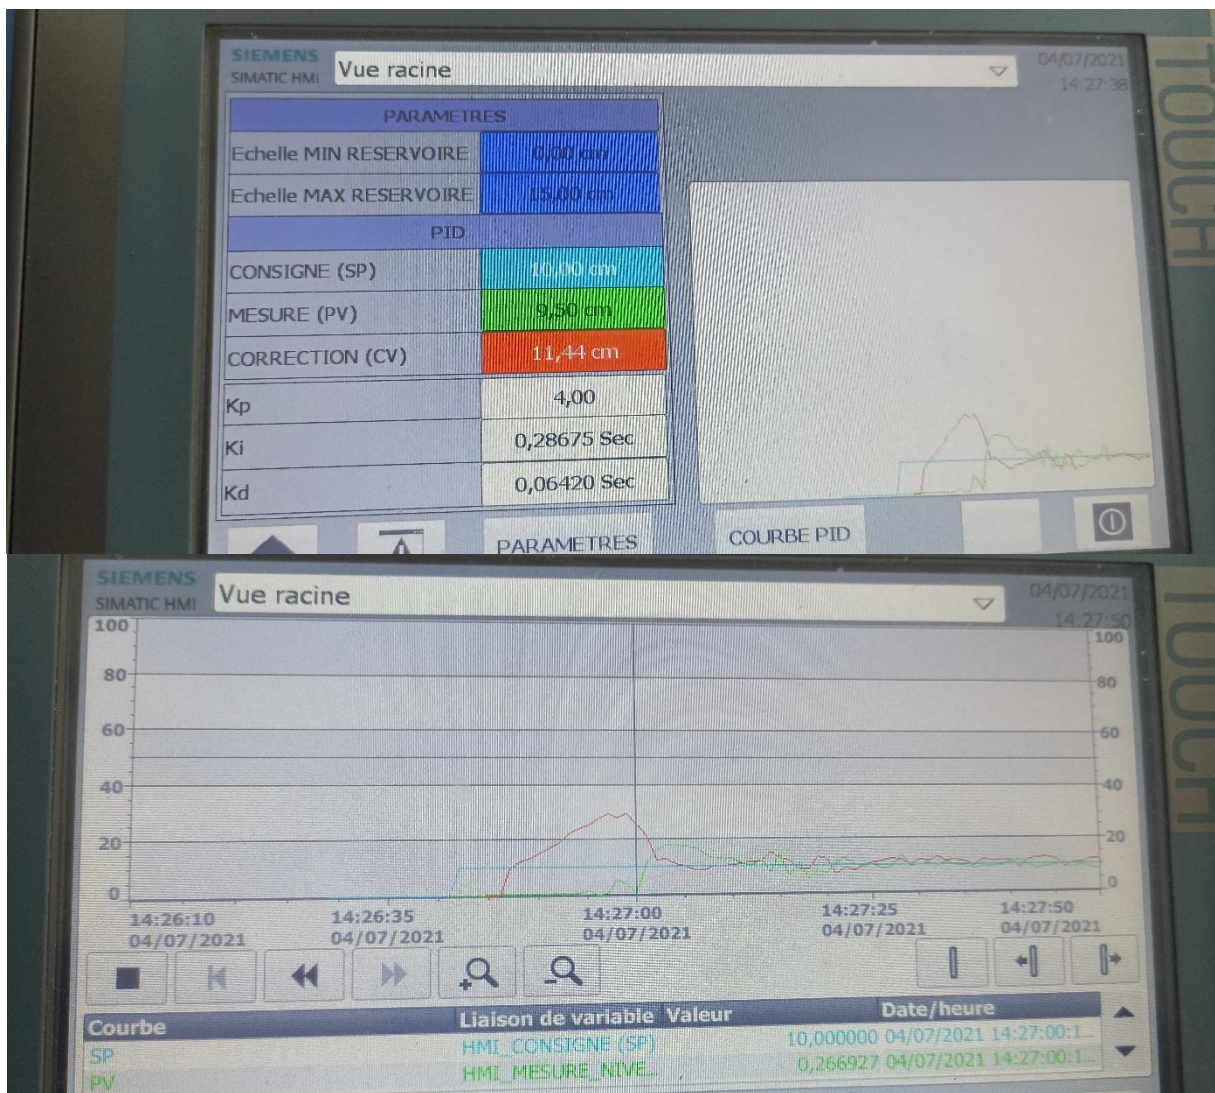 SIEMENS
SIMATIC HMI
Vue racine
04/07/2021
14:27:38
TOUCH
PARAMETRES
Echelle MIN RESERVOIRE 0,00 cm
Echelle MAX RESERVOIRE 15,00 cm
PID
CONSIGNE (SP) 10,00 cm
MESURE (PV) 9,50 cm
CORRECTION (CV) 11,44 cm
Kp 4,00
Ki 0,28675 Sec
Kd 0,06420 Sec
PARAMETRES
COURBE PID
SIEMENS
SIMATIC HMI
Vue racine
04/07/2021
14:27:50
TOUCH
100 100
80 80
60 60
40 40
20 20
0 0
14:26:10 14:26:35 14:27:00 14:27:25 14:27:50
04/07/2021 04/07/2021 04/07/2021 04/07/2021 04/07/2021
Courbe Liaison de variable Valeur Date/heure
SP HMI_CONSIGNE (SP) 10,000000 04/07/2021 14:27:00:1...
PV HMI_MESURE_NIVE... 0,266927 04/07/2021 14:27:00:1...